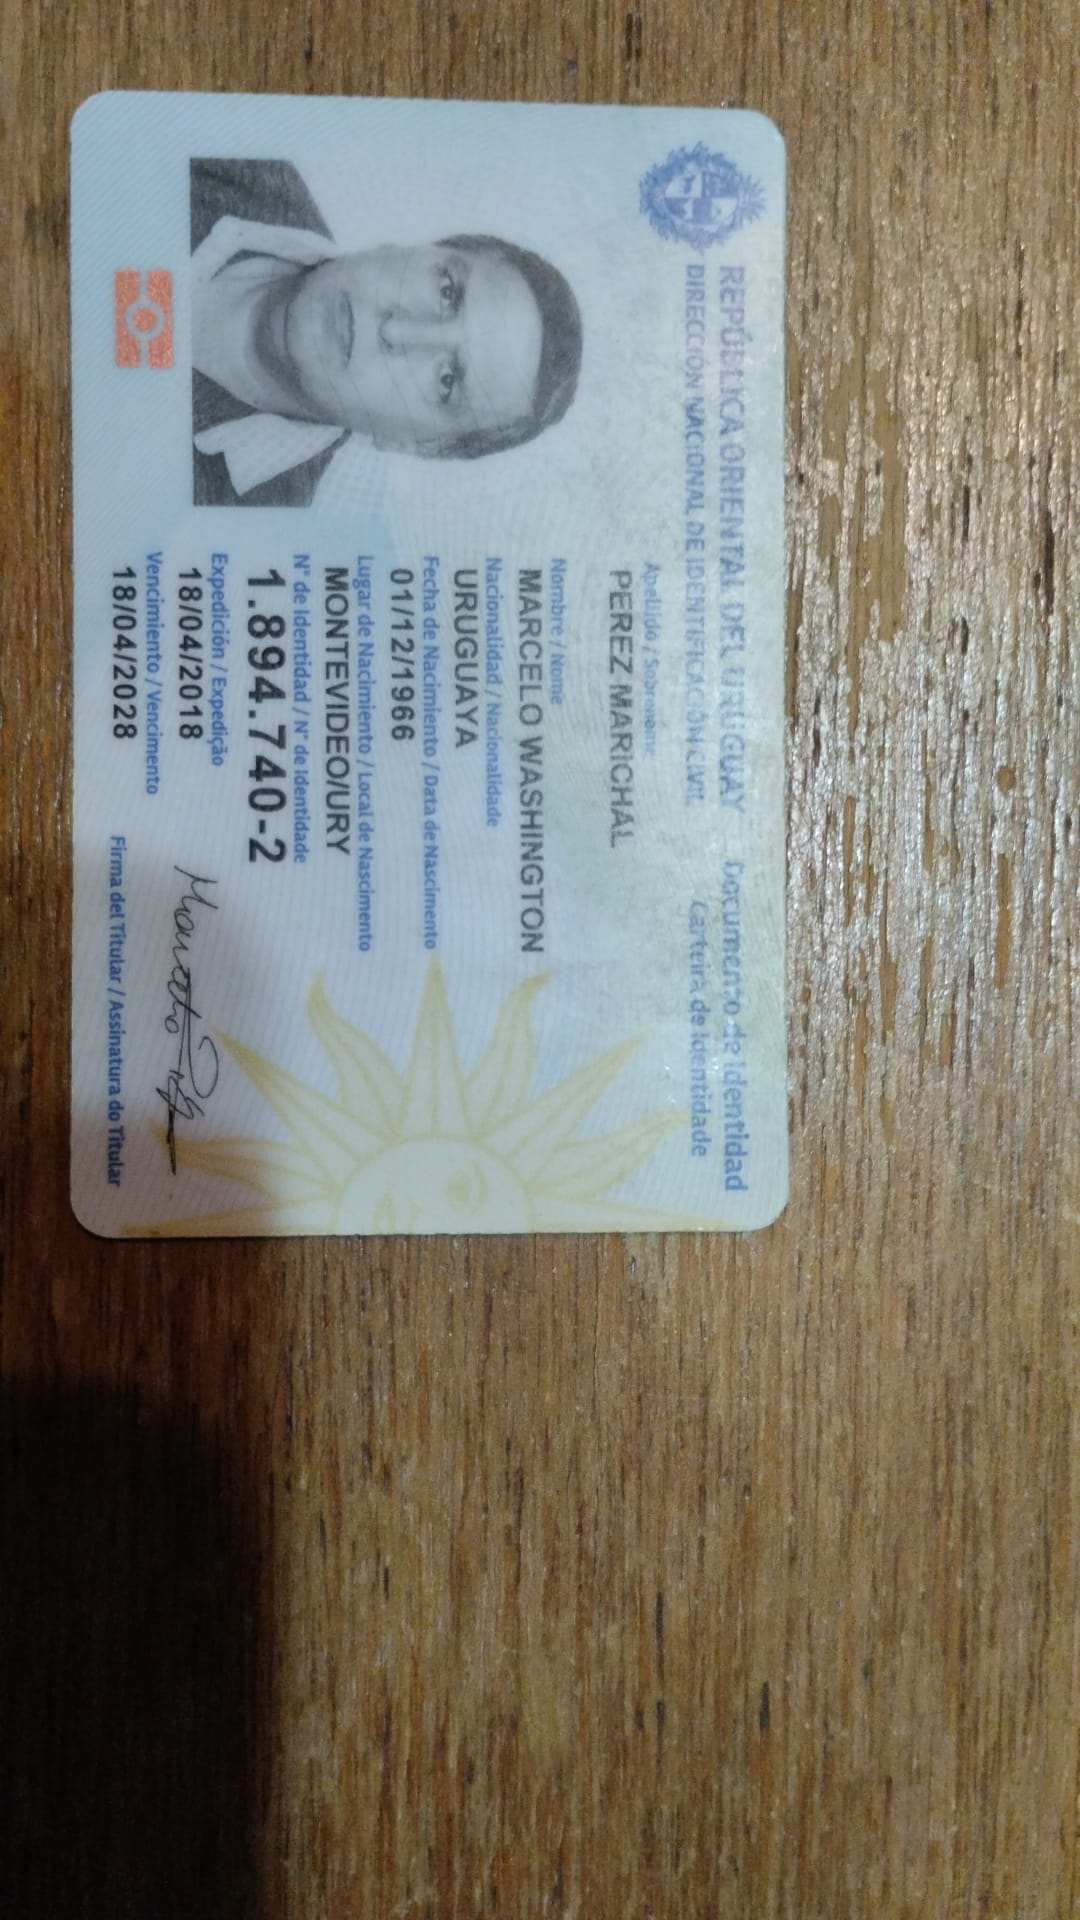 REPÚBLICA ORIENTAL DEL URUGUAY Documento de Identidad
DIRECCIÓN NACIONAL DE IDENTIFICACIÓN CIVIL Carteira de Identidade
Apellido / Sobrenome
PEREZ MARICHAL
Nombre / Nome
MARCELO WASHINGTON
Nacionalidad / Nacionalidade
URUGUAYA
Fecha de Nacimiento / Data de Nascimento
01/12/1966
Lugar de Nacimiento / Local de Nascimento
MONTEVIDEO/URY
N° de Identidad / N° de Identidade
1.894.740-2
Expedición / Expedição
18/04/2018
Vencimiento / Vencimento
18/04/2028
Marcelo
Firma del Titular / Assinatura do Titular